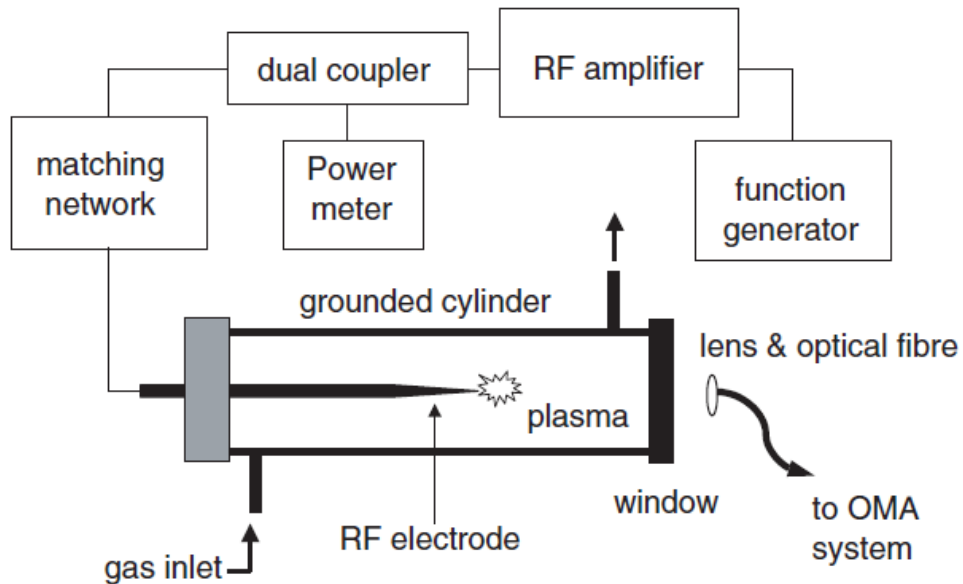 dual coupler
RF amplifier
matching
network
Power
meter
function
generator
grounded cylinder
lens & optical fibre
plasma
window
RF electrode
gas inlet
to OMA
system